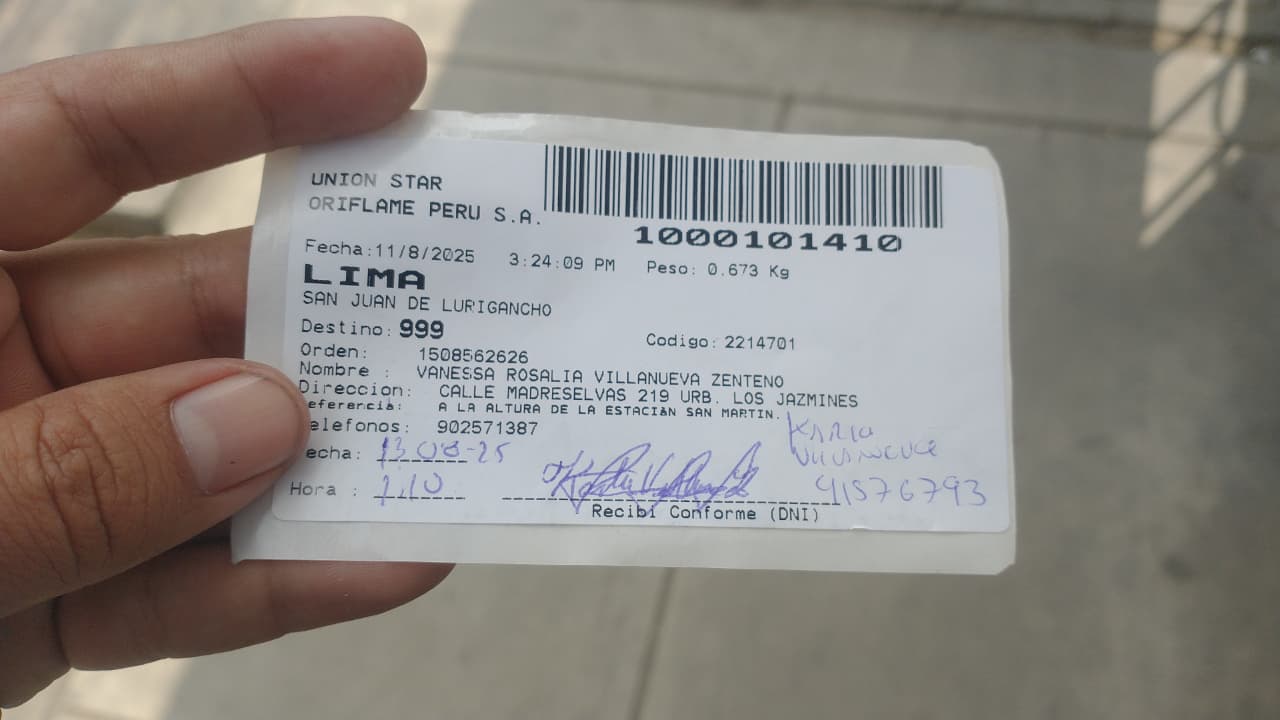 UNION STAR
ORIFLAME PERU S.A.
1000101410
Fecha:11/8/2025 3:24:09 PM Peso: 0.673 Kg
LIMA
SAN JUAN DE LURIGANCHO
Destino: 999 Codigo: 2214701
Orden: 1508562626
Nombre : VANESSA ROSALIA VILLANUEVA ZENTENO
Direccion: CALLE MADRESELVAS 219 URB. LOS JAZMINES
eferencia: A LA ALTURA DE LA ESTACIÁN SAN MARTIN.
elefonos: 902571387
echa: 13-08-25
Hora : 1:10
41576793
Recibi Conforme (DNI)